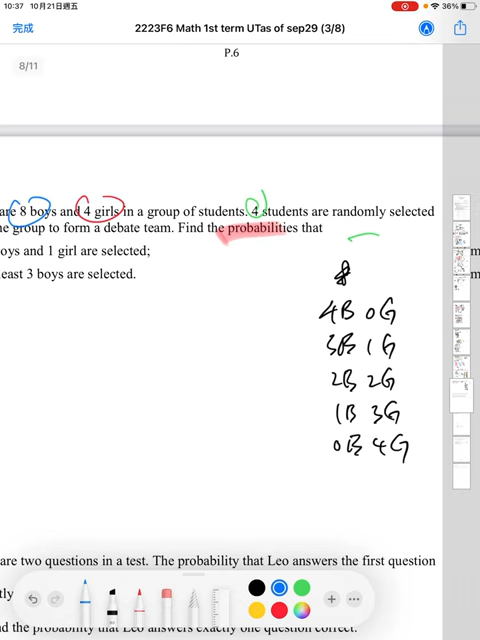 10:37 10月21日週五 36%
完成 2223F6 Math 1st term UTas of sep29 (3/8)
P.6
8/11
are 8 boys and 4 girls in a group of students. 4 students are randomly selected
he group to form a debate team. Find the probabilities that
oys and 1 girl are selected;
east 3 boys are selected.
4B 0G
3B 1G
2B 2G
1B 3G
0B 4G
are two questions in a test. The probability that Leo answers the first question
tly
nd the probability that Leo answers exactly one question correct.